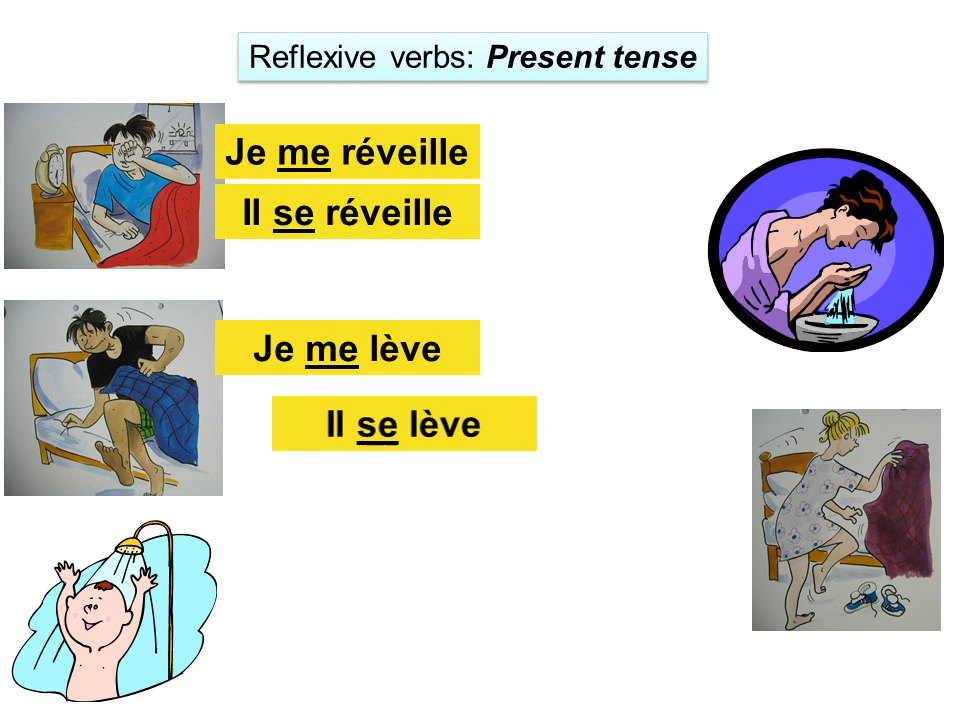 Reflexive verbs: Present tense
Je me réveille
Il se réveille
Je me lève
Il se lève